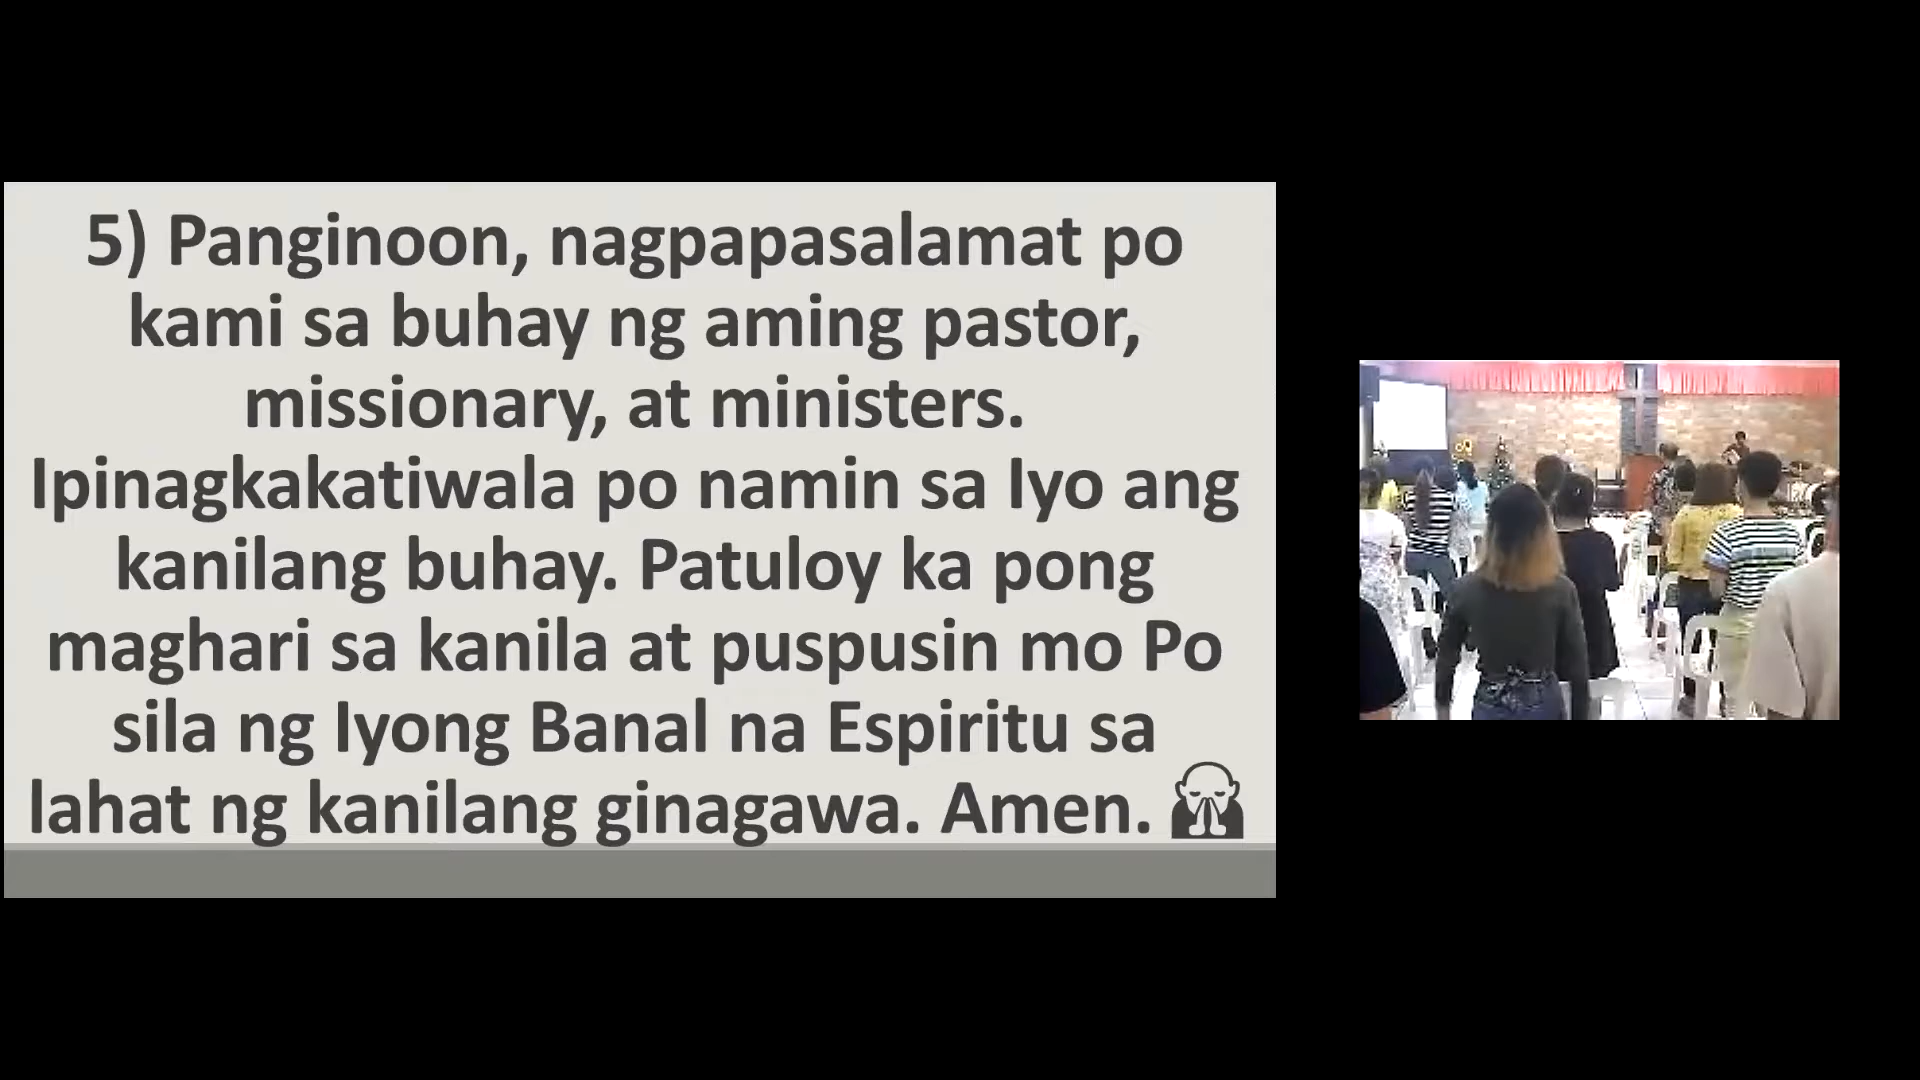 5) Panginoon, nagpapasalamat po
kami sa buhay ng aming pastor,
missionary, at ministers.
Ipinagkakatiwala po namin sa Iyo ang
kanilang buhay. Patuloy ka pong
maghari sa kanila at puspusin mo Po
sila ng Iyong Banal na Espiritu sa
lahat ng kanilang ginagawa. Amen.